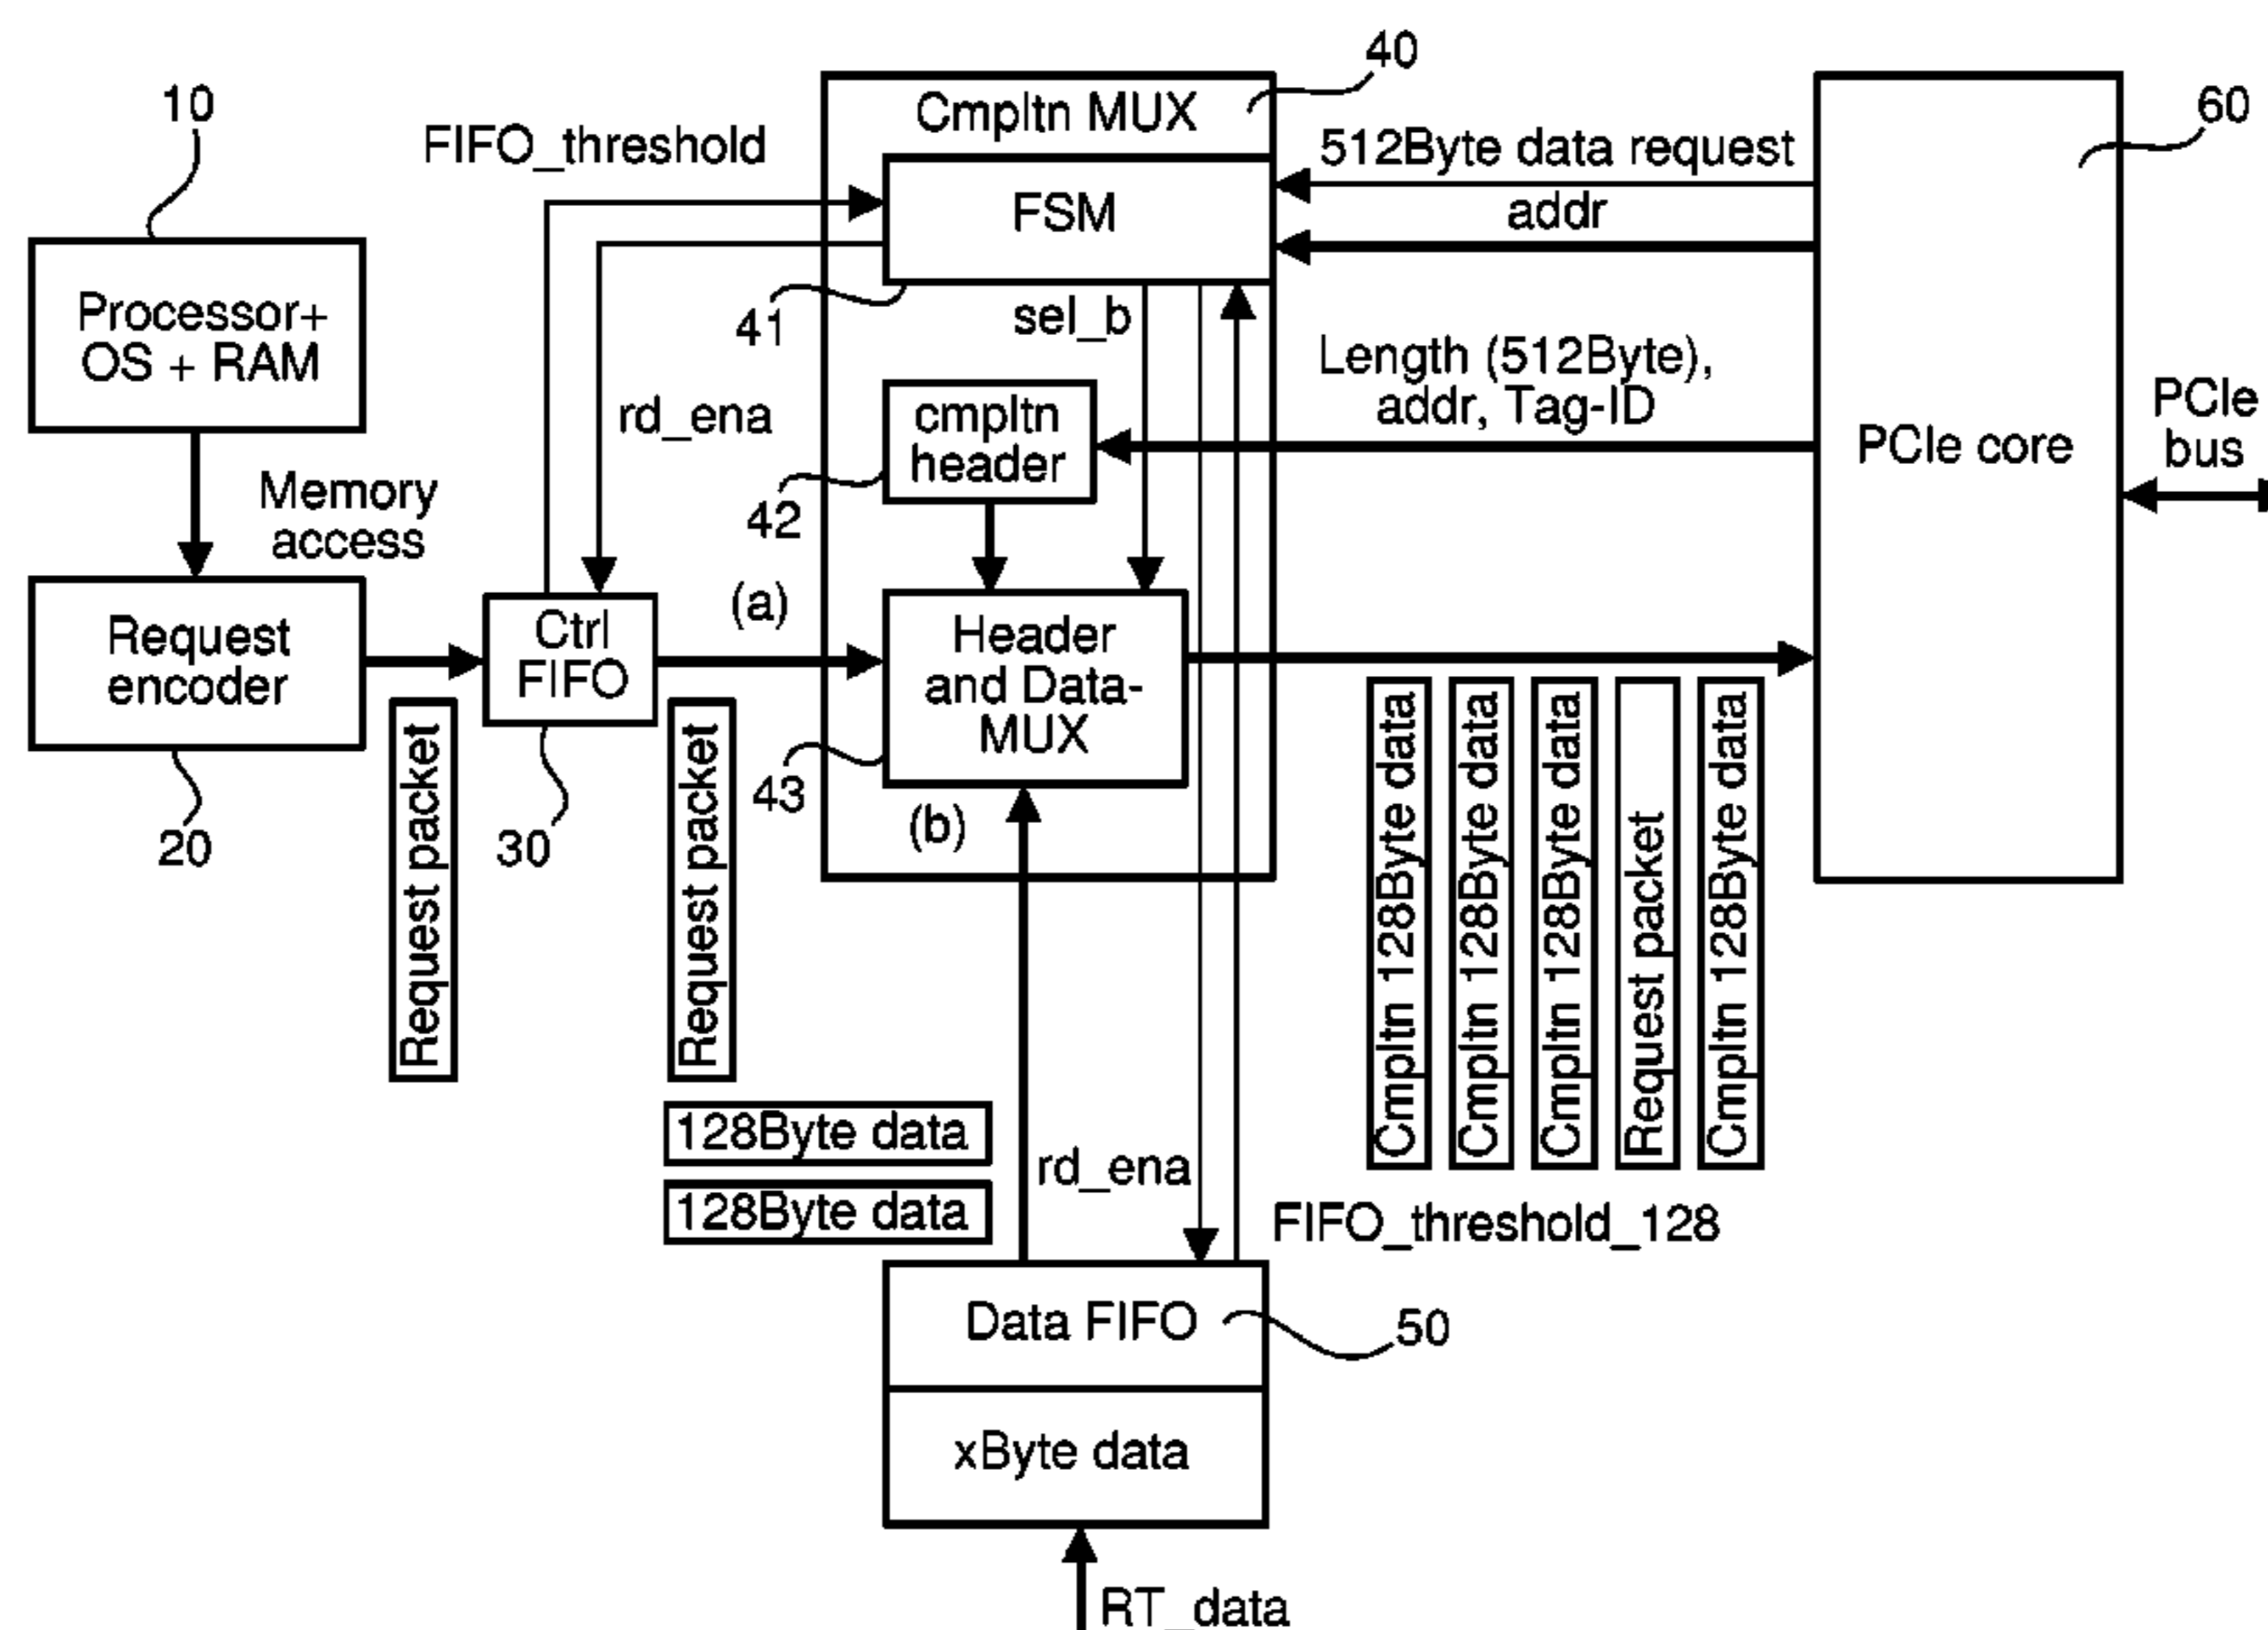 10
FIFO_threshold
Cmpltn MUX
40
FSM
512Byte data request
addr
60
Processor+
OS + RAM
41
sel_b
rd_ena
cmpltn
header
42
Length (512Byte),
addr, Tag-ID
PCIe core
PCIe
bus
Memory
access
Request
encoder
20
Ctrl
FIFO
30
(a)
Header
and Data-
MUX
43
(b)
Request packet
Request packet
Cmpltn 128Byte data
Cmpltn 128Byte data
Cmpltn 128Byte data
Request packet
Cmpltn 128Byte data
128Byte data
128Byte data
rd_ena
FIFO_threshold_128
Data FIFO
50
xByte data
RT_data